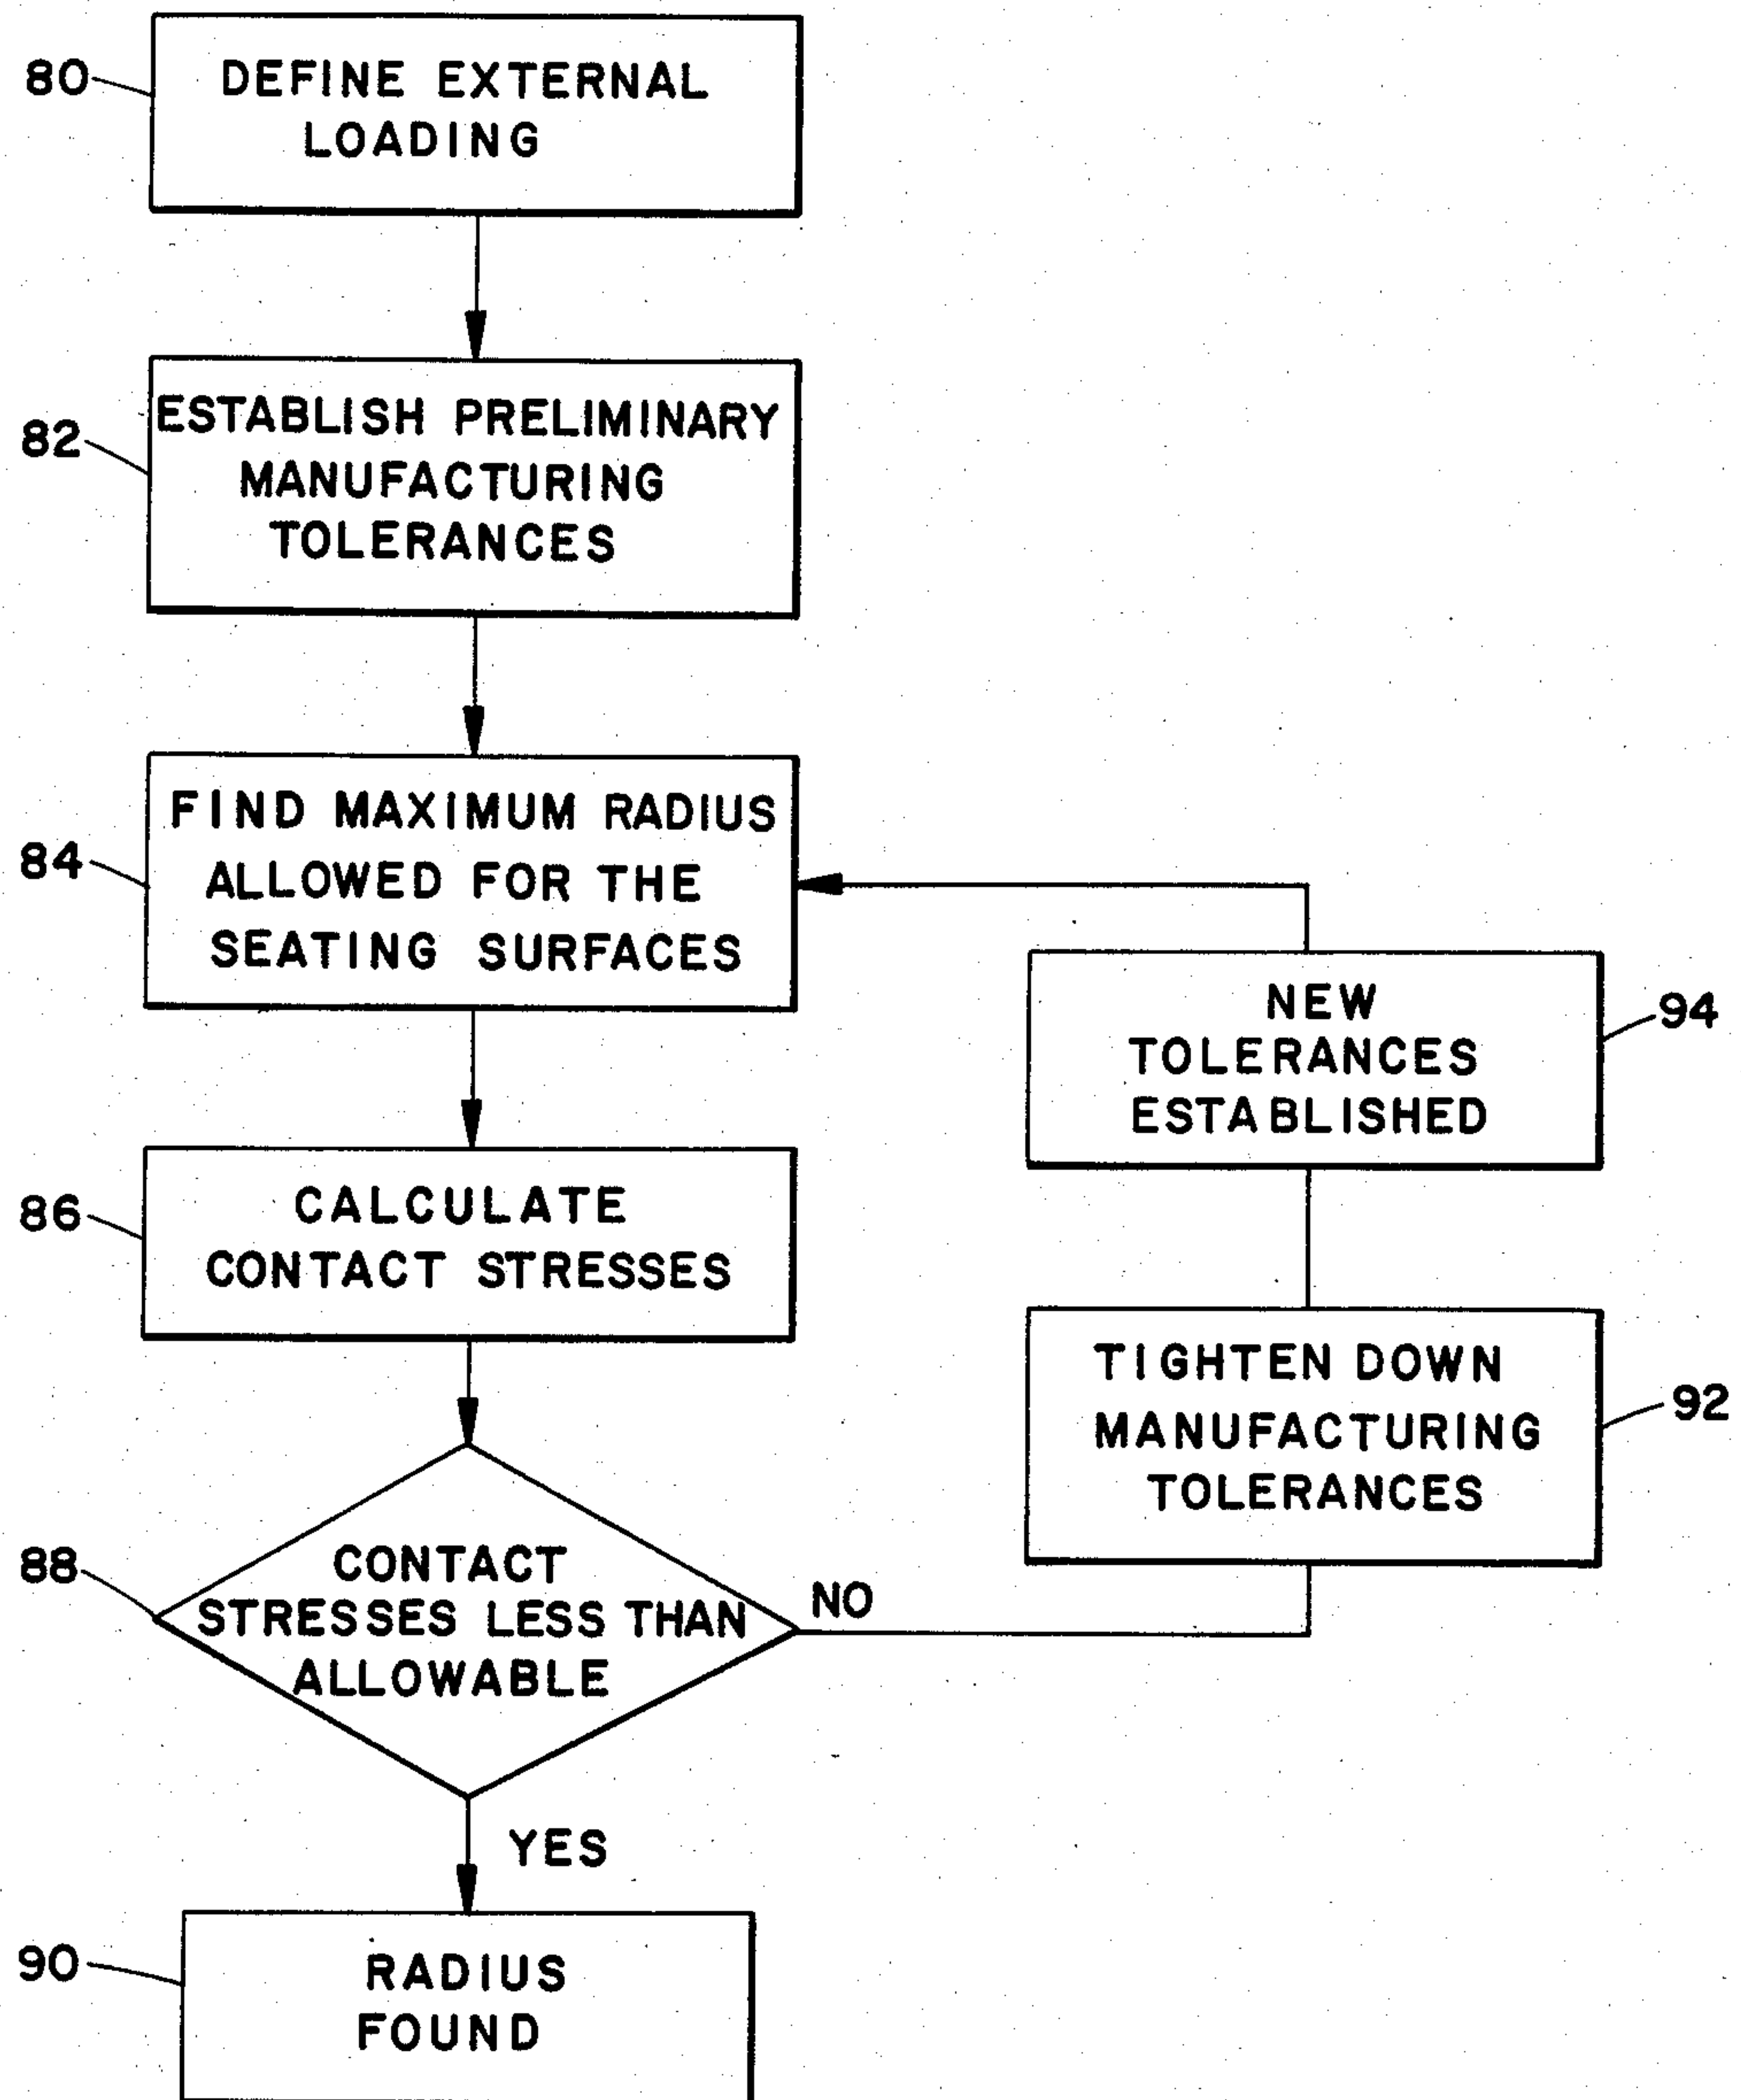 80
DEFINE EXTERNAL
LOADING
82
ESTABLISH PRELIMINARY
MANUFACTURING
TOLERANCES
84
FIND MAXIMUM RADIUS
ALLOWED FOR THE
SEATING SURFACES
94
NEW
TOLERANCES
ESTABLISHED
86
CALCULATE
CONTACT STRESSES
92
TIGHTEN DOWN
MANUFACTURING
TOLERANCES
88
CONTACT
STRESSES LESS THAN
ALLOWABLE
NO
YES
90
RADIUS
FOUND